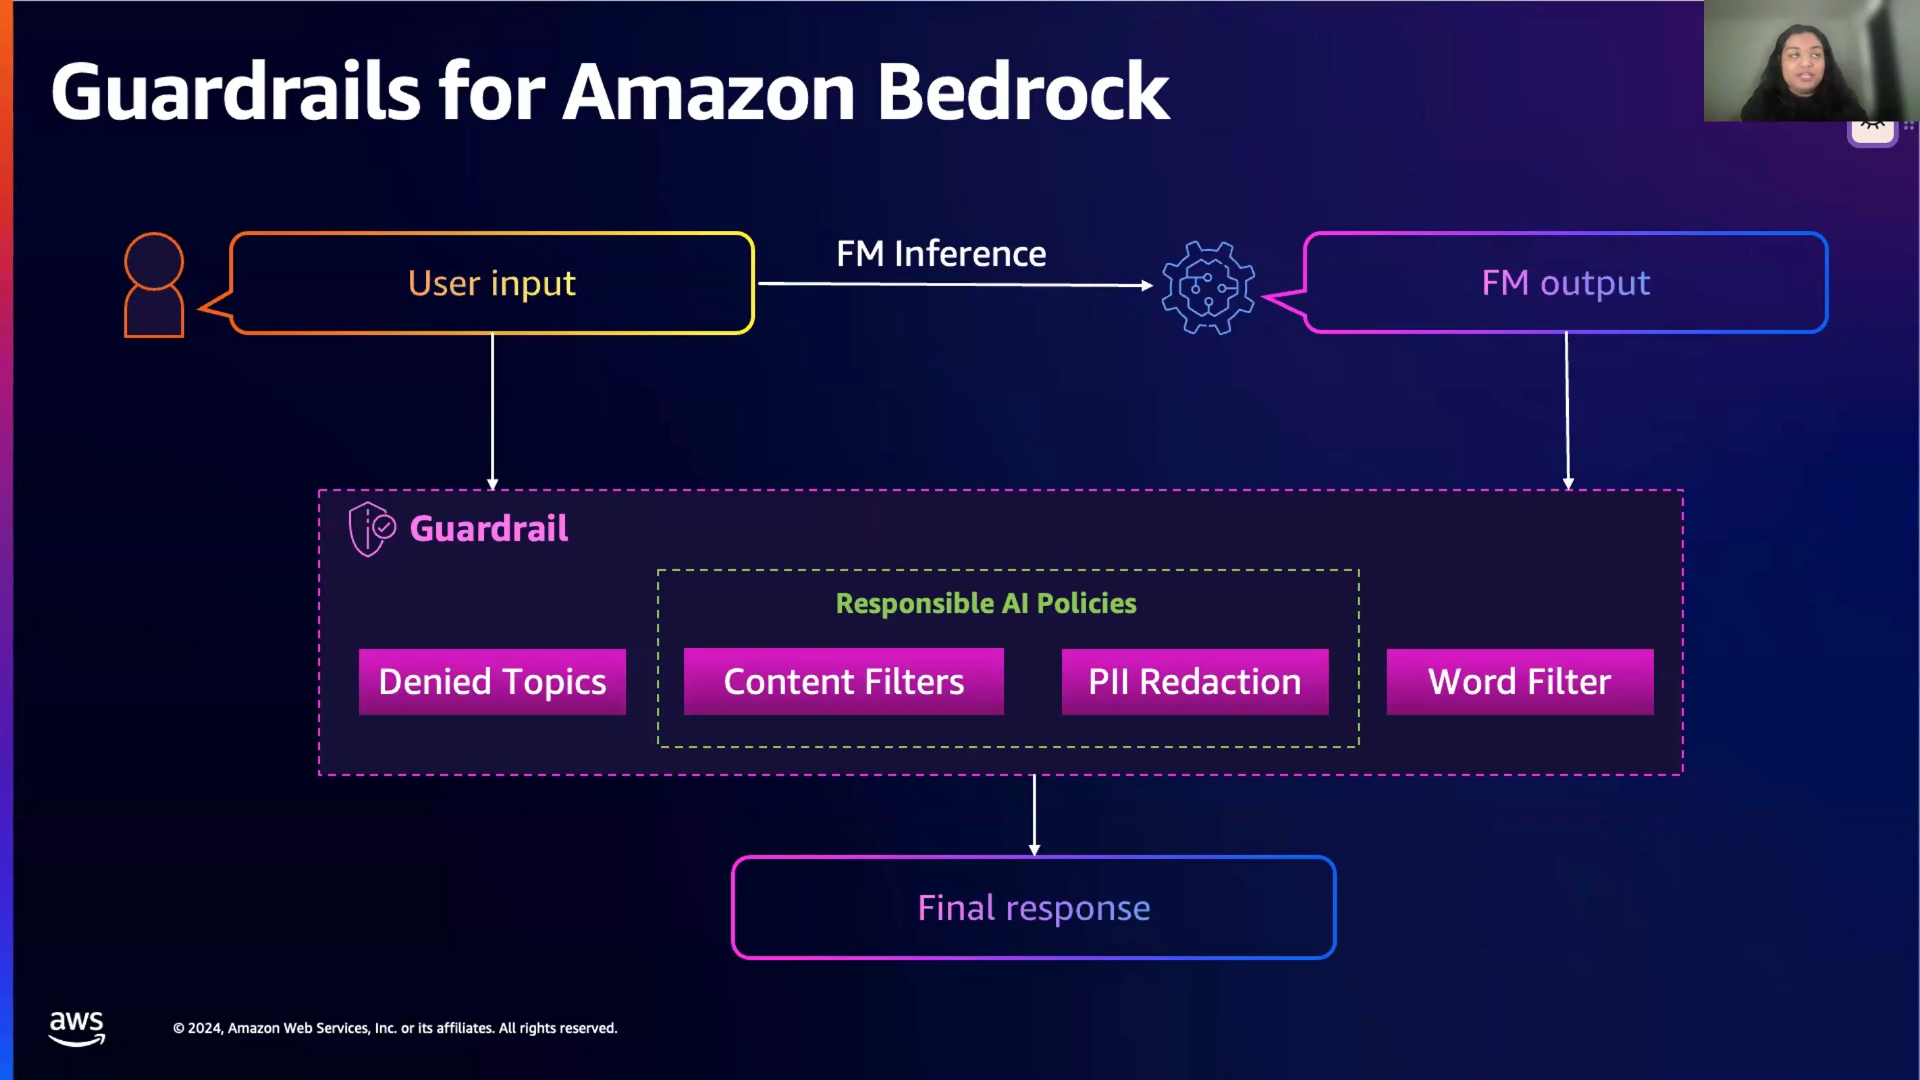 Guardrails for Amazon Bedrock
User input
FM Inference
FM output
Guardrail
Responsible AI Policies
Denied Topics
Content Filters
PII Redaction
Word Filter
Final response
aws
© 2024, Amazon Web Services, Inc. or its affiliates. All rights reserved.